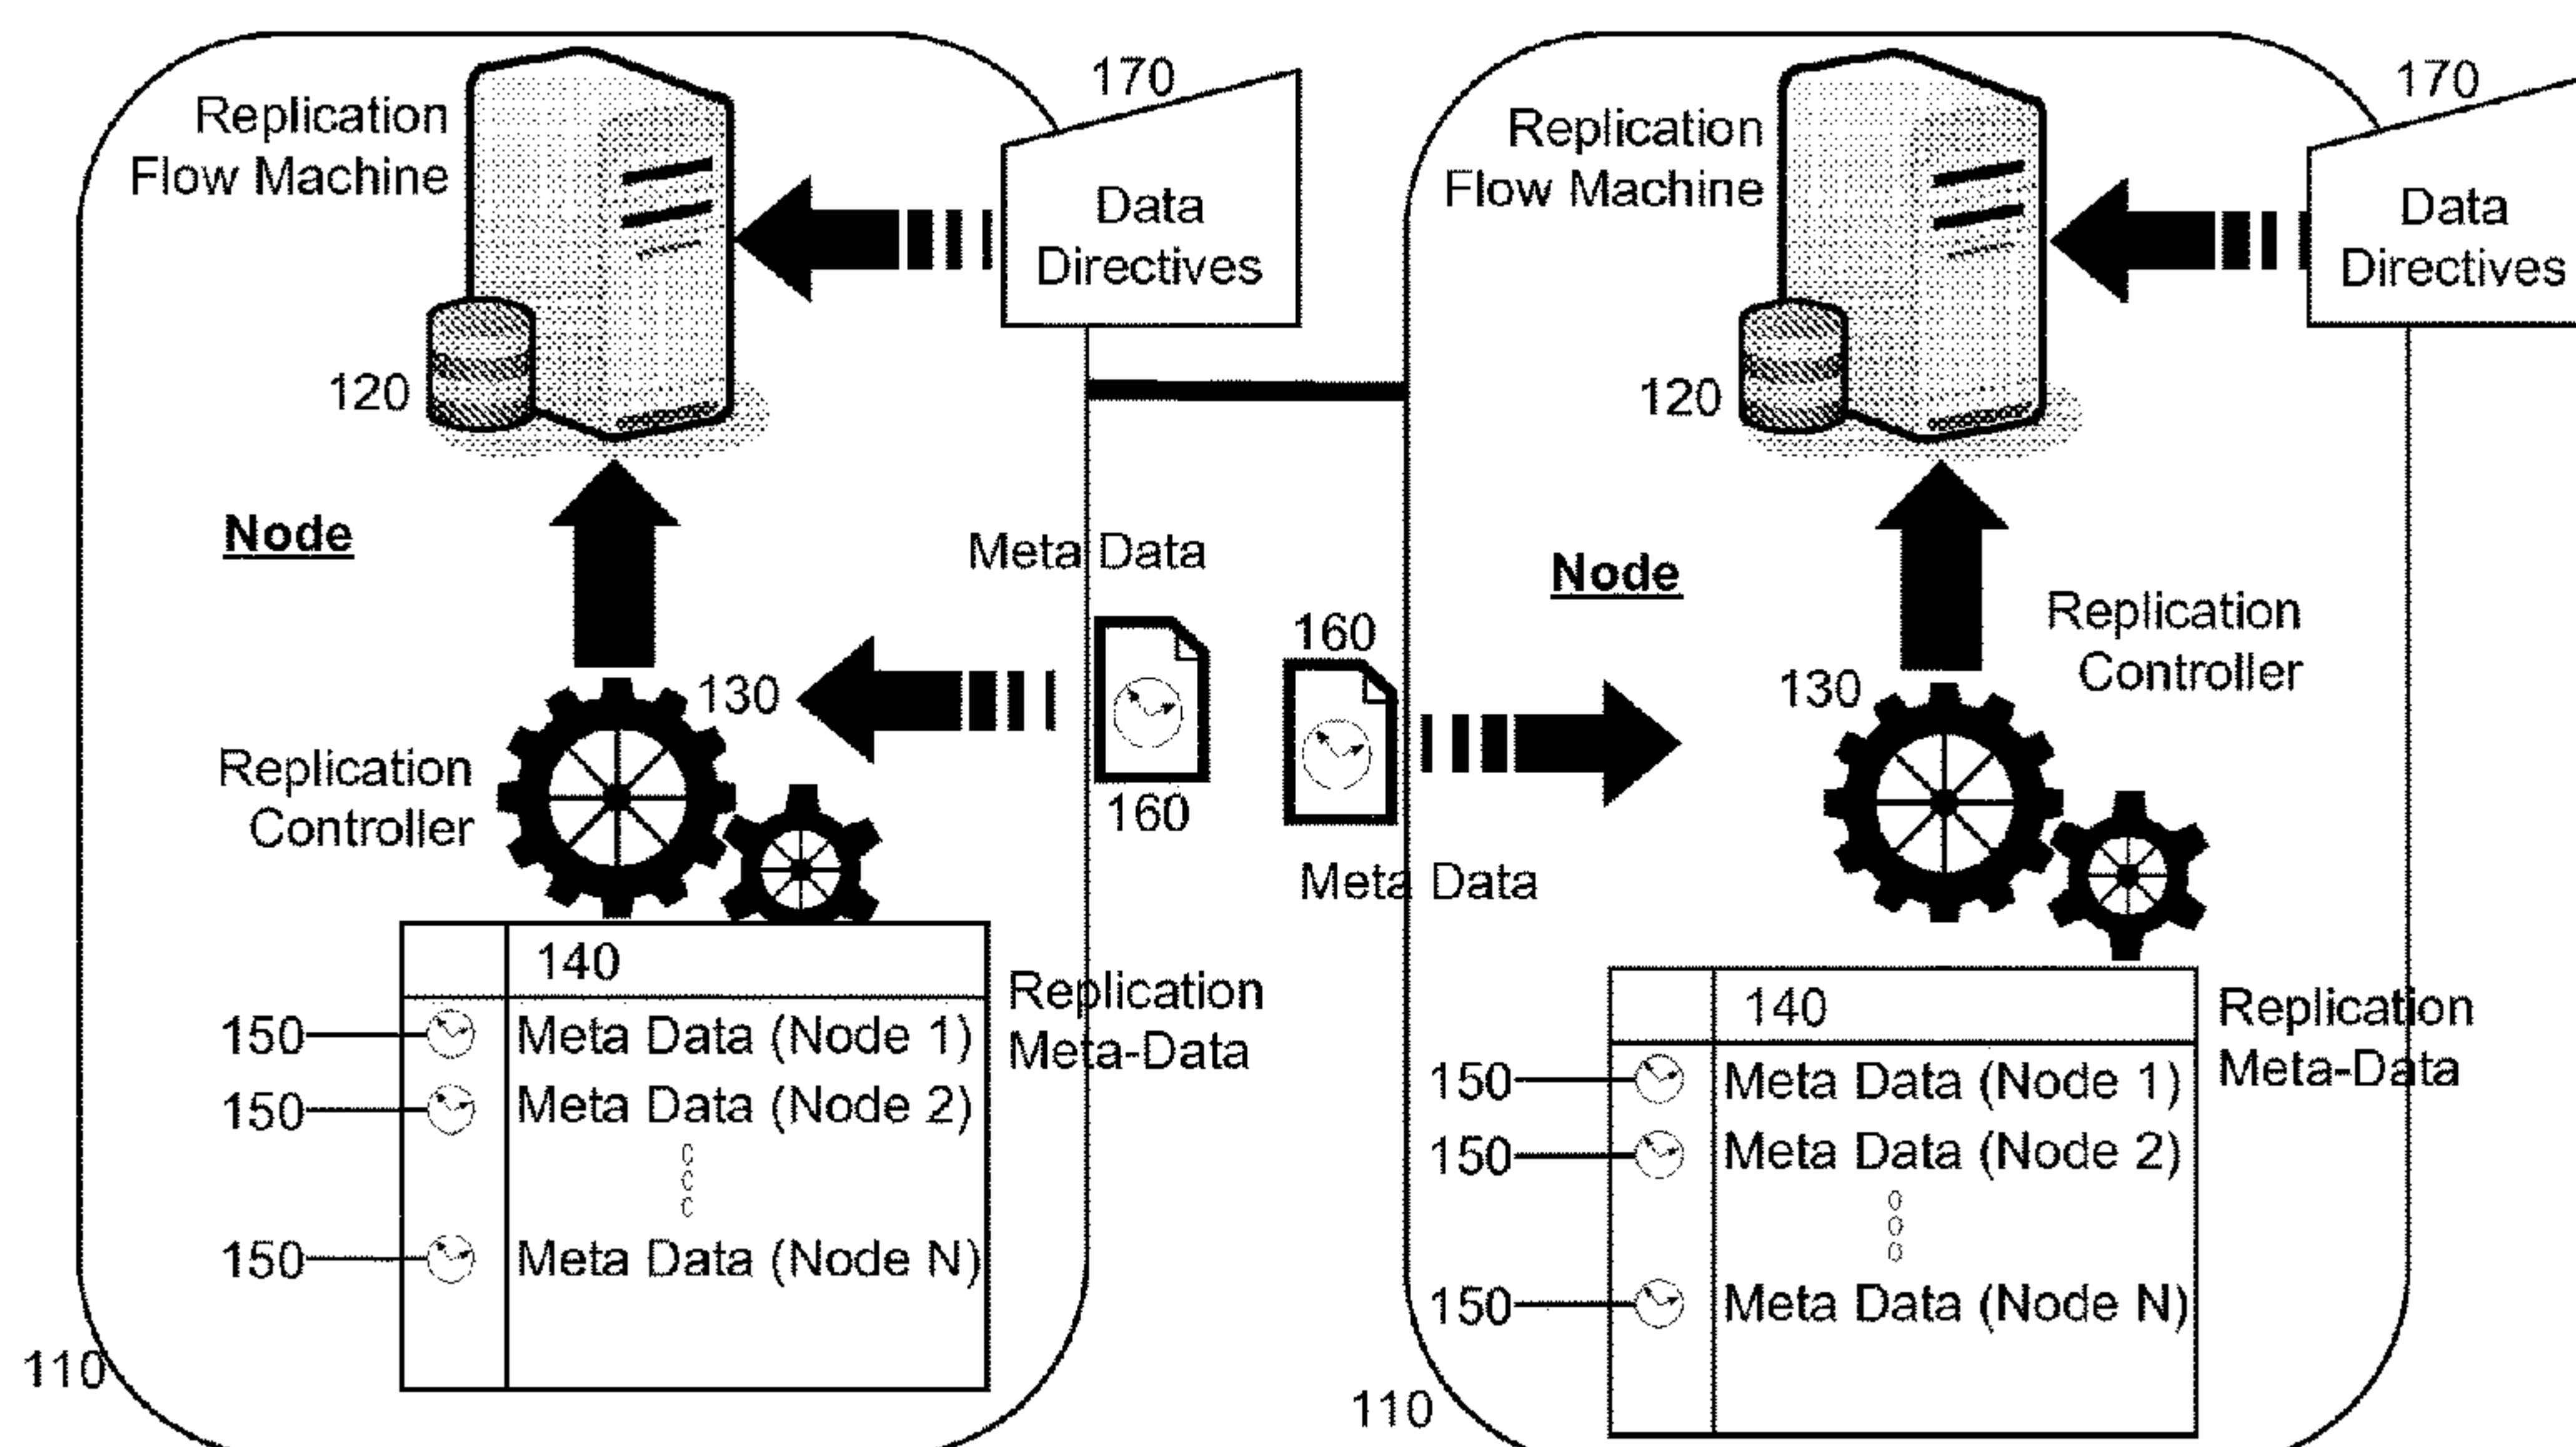 170
Replication
Flow Machine
Data
Directives
120
Node
Meta Data
130
160
Replication
Controller
140
Replication
Meta-Data
150
Meta Data (Node 1)
150
Meta Data (Node 2)
150
Meta Data (Node N)
110
170
Replication
Flow Machine
Data
Directives
120
Node
160
Replication
Controller
130
Meta Data
140
Replication
Meta-Data
150
Meta Data (Node 1)
150
Meta Data (Node 2)
150
Meta Data (Node N)
110